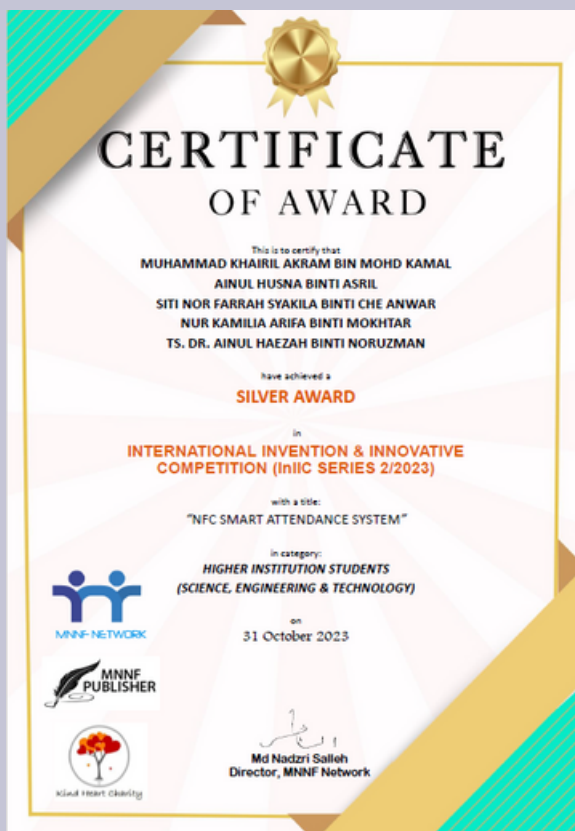 CERTIFICATE
OF AWARD
This is to certify that
MUHAMMAD KHAIRIL AKRAM BIN MOHD KAMAL
AINUL HUSNA BINTI ASRIL
SITI NOR FARRAH SYAKILA BINTI CHE ANWAR
NUR KAMILIA ARIFA BINTI MOKHTAR
TS. DR. AINUL HAEZAH BINTI NORUZMAN
have achieved a
SILVER AWARD
in
INTERNATIONAL INVENTION & INNOVATIVE
COMPETITION (InIIC SERIES 2/2023)
with a title:
"NFC SMART ATTENDANCE SYSTEM"
in category:
HIGHER INSTITUTION STUDENTS
(SCIENCE, ENGINEERING & TECHNOLOGY)
on
31 October 2023
MNNF NETWORK
MNNF
PUBLISHER
Kind Heart Charity
Md Nadzri Salleh
Director, MNNF Network